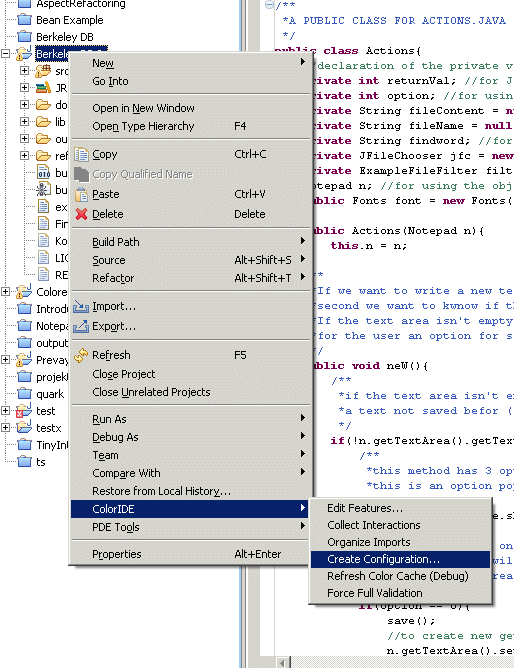 AspectRefactoring
Bean Example
Berkeley DB
Berkele
src
JR
do
lib
ou
ref
bu
bu
ex
Fin
Ko
LIC
RE
Colore
Introdu
Notepa
output
Prevay
projek
quark
test
testx
TinyInt
ts
New
Go Into
Open in New Window
Open Type Hierarchy F4
Copy Ctrl+C
Copy Qualified Name
Paste Ctrl+V
Delete Delete
Build Path
Source Alt+Shift+S
Refactor Alt+Shift+T
Import...
Export...
Refresh F5
Close Project
Close Unrelated Projects
Run As
Debug As
Team
Compare With
Restore from Local History...
ColorIDE
PDE Tools
Properties Alt+Enter
Edit Features...
Collect Interactions
Organize Imports
Create Configuration...
Refresh Color Cache (Debug)
Force Full Validation
/**
*A PUBLIC CLASS FOR ACTIONS.JAVA
*/
public class Actions{
declaration of the private v
private int returnVal; //for J
private int option; //for usin
private String fileContent = n
private String fileName = null
private String findword; //for
private JFileChooser jfc = new
private ExampleFileFilter filt
Notepad n; //for using the obj
public Fonts font = new Fonts(
public Actions(Notepad n){
this.n = n;
**
If we want to write a new te
second we want to kwnow if th
If the text area isn't empty
for the user an option for s
*/
public void neW(){
/**
*if the text area isn't e
*a text not saved befor (
*/
if(!n.getTextArea().getT
/**
*this method has 3 op
*this is an option po
e.s
on
wil
rea
if(option == 0){
save();
//to create new ge
n.getTextArea().se